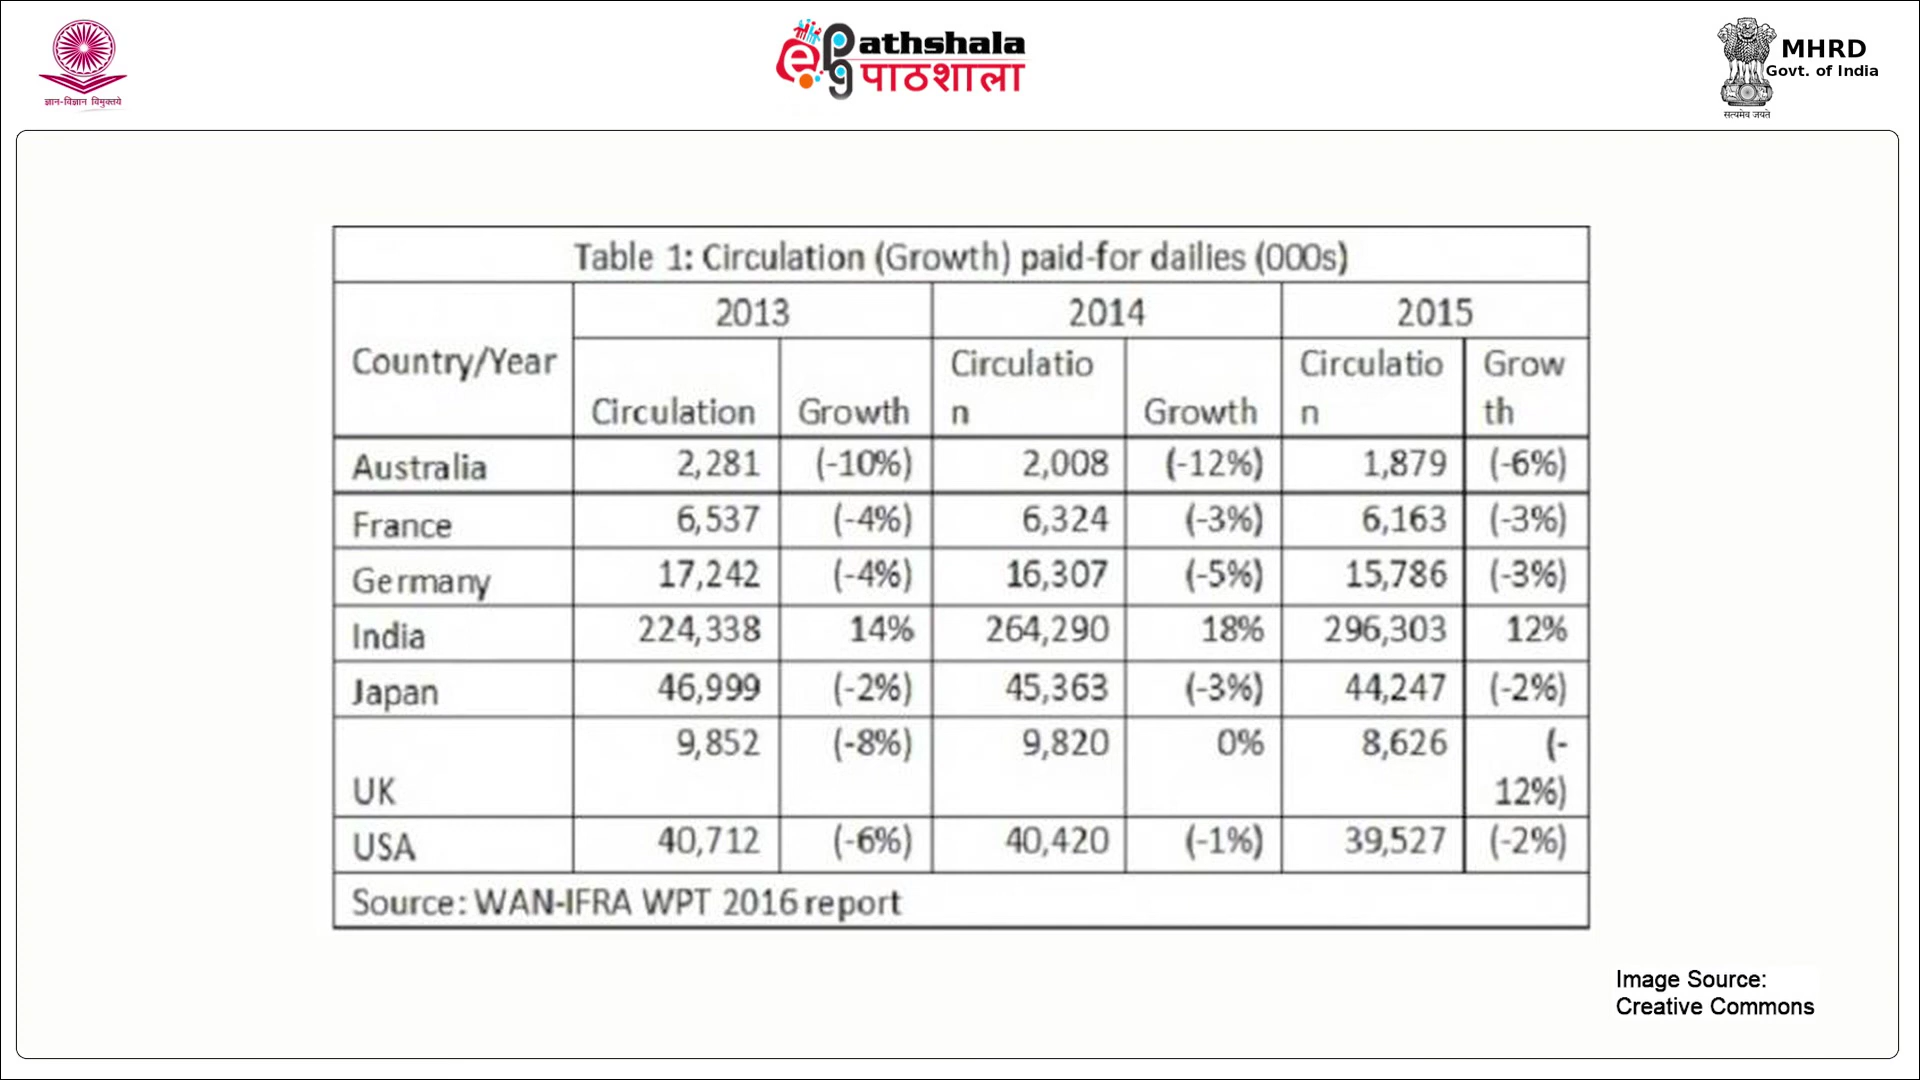 ज्ञान-विज्ञान विमुक्तये
ePG
athshala
पाठशाला
MHRD
Govt. of India
सत्यमेव जयते
Table 1: Circulation (Growth) paid-for dailies (000s)
Country/Year 2013 2014 2015
Circulation Growth Circulatio
n Growth Circulatio
n Grow
th
Australia 2,281 (-10%) 2,008 (-12%) 1,879 (-6%)
France 6,537 (-4%) 6,324 (-3%) 6,163 (-3%)
Germany 17,242 (-4%) 16,307 (-5%) 15,786 (-3%)
India 224,338 14% 264,290 18% 296,303 12%
Japan 46,999 (-2%) 45,363 (-3%) 44,247 (-2%)
UK 9,852 (-8%) 9,820 0% 8,626 (-
12%)
USA 40,712 (-6%) 40,420 (-1%) 39,527 (-2%)
Source: WAN-IFRA WPT 2016 report
Image Source:
Creative Commons